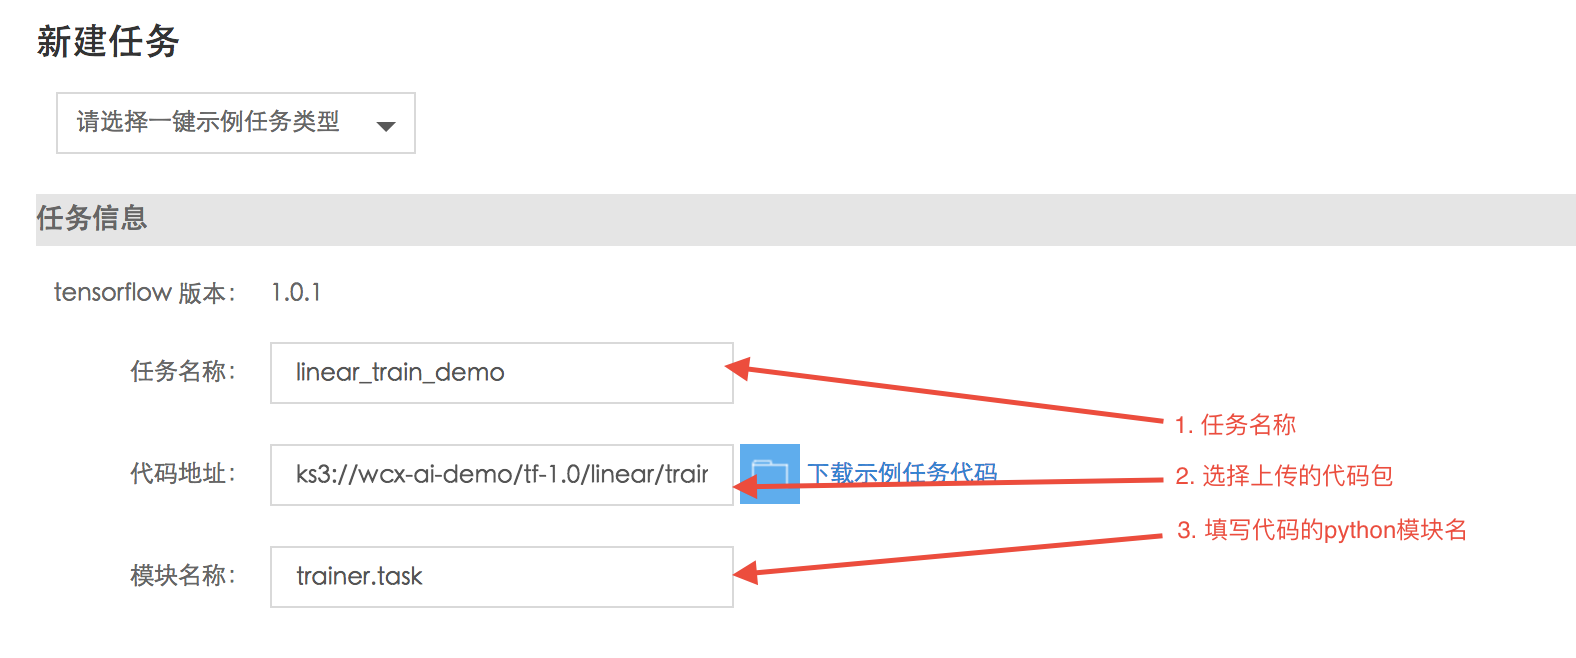 新建任务
请选择一键示例任务类型
任务信息
tensorflow 版本： 1.0.1
任务名称： linear_train_demo
1. 任务名称
代码地址： ks3://wcx-ai-demo/tf-1.0/linear/train 下载示例任务代码
2. 选择上传的代码包
3. 填写代码的python模块名
模块名称： trainer.task